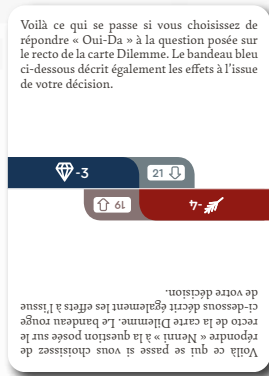 Voilà ce qui se passe si vous choisissez de
répondre « Oui-Da » à la question posée sur
le recto de la carte Dilemme. Le bandeau bleu
ci-dessous décrit également les effets à l'issue
de votre décision.
-3 21
19 -4
Voilà ce qui se passe si vous choisissez de
répondre « Nenni » à la question posée sur le
recto de la carte Dilemme. Le bandeau rouge
ci-dessous décrit également les effets à l'issue
de votre décision.